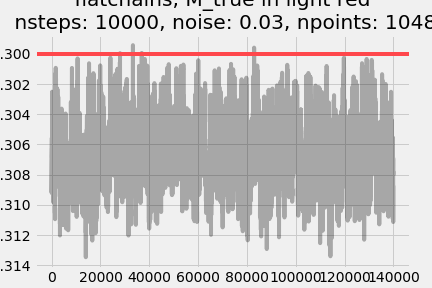 flatchains, M_true in light red
nsteps: 10000, noise: 0.03, npoints: 1048
.300
.302
.304
.306
.308
.310
.312
.314
0 20000 40000 60000 80000 100000 120000 140000